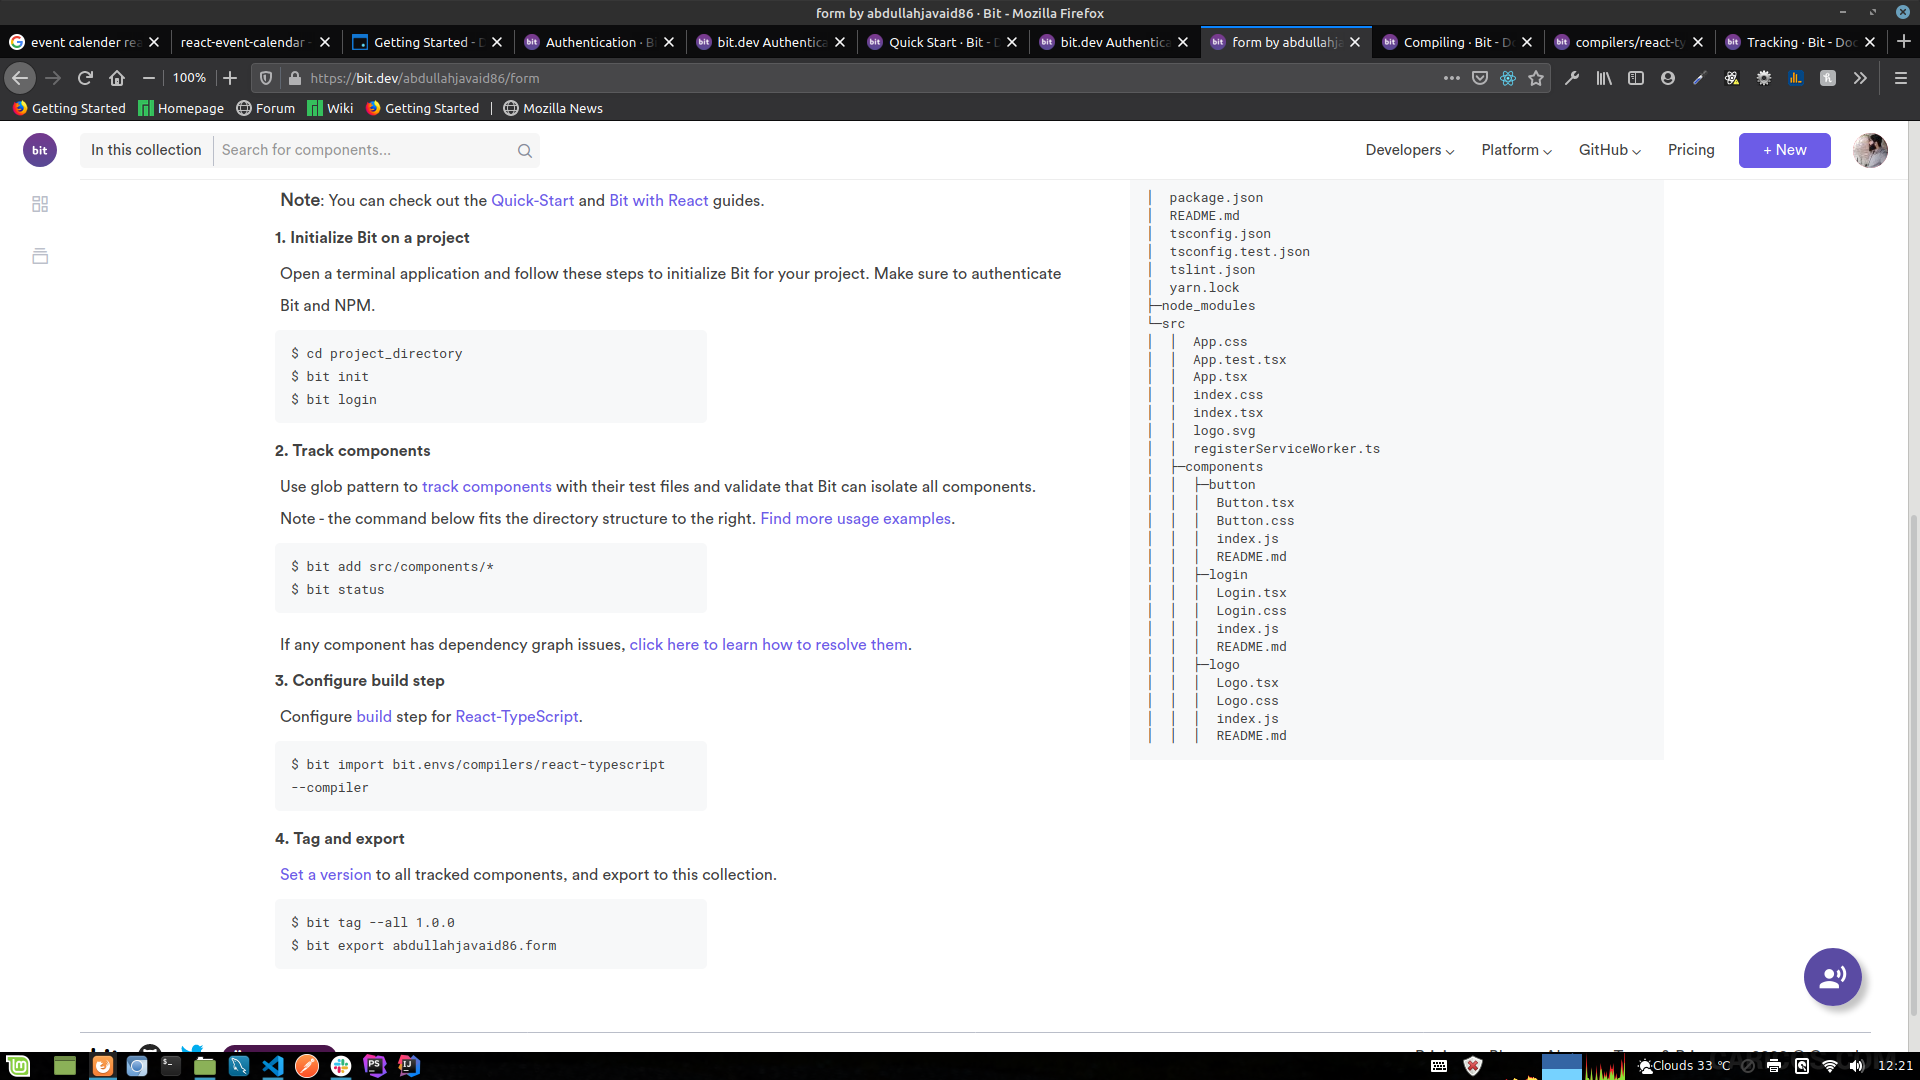 form by abdullahjavaid86 · Bit - Mozilla Firefox
event calender rea
react-event-calendar -
Getting Started - D
Authentication · Bi
bit.dev Authentica
Quick Start · Bit - D
bit.dev Authentica
form by abdullahja
Compiling · Bit - Do
compilers/react-ty
Tracking · Bit - Doc
100%
https://bit.dev/abdullahjavaid86/form
Getting Started
Homepage
Forum
Wiki
Getting Started
Mozilla News
bit
In this collection
Search for components...
Developers
Platform
GitHub
Pricing
+ New
Note: You can check out the Quick-Start and Bit with React guides.
1. Initialize Bit on a project
Open a terminal application and follow these steps to initialize Bit for your project. Make sure to authenticate
Bit and NPM.
$ cd project_directory
$ bit init
$ bit login
2. Track components
Use glob pattern to track components with their test files and validate that Bit can isolate all components.
Note - the command below fits the directory structure to the right. Find more usage examples.
$ bit add src/components/*
$ bit status
If any component has dependency graph issues, click here to learn how to resolve them.
3. Configure build step
Configure build step for React-TypeScript.
$ bit import bit.envs/compilers/react-typescript
--compiler
4. Tag and export
Set a version to all tracked components, and export to this collection.
$ bit tag --all 1.0.0
$ bit export abdullahjavaid86.form
│ package.json
│ README.md
│ tsconfig.json
│ tsconfig.test.json
│ tslint.json
│ yarn.lock
├─node_modules
└─src
│ │ App.css
│ │ App.test.tsx
│ │ App.tsx
│ │ index.css
│ │ index.tsx
│ │ logo.svg
│ │ registerServiceWorker.ts
│ ├─components
│ │ ├─button
│ │ │ Button.tsx
│ │ │ Button.css
│ │ │ index.js
│ │ │ README.md
│ │ ├─login
│ │ │ Login.tsx
│ │ │ Login.css
│ │ │ index.js
│ │ │ README.md
│ │ ├─logo
│ │ │ Logo.tsx
│ │ │ Logo.css
│ │ │ index.js
│ │ │ README.md
Clouds 33 °C
12:21